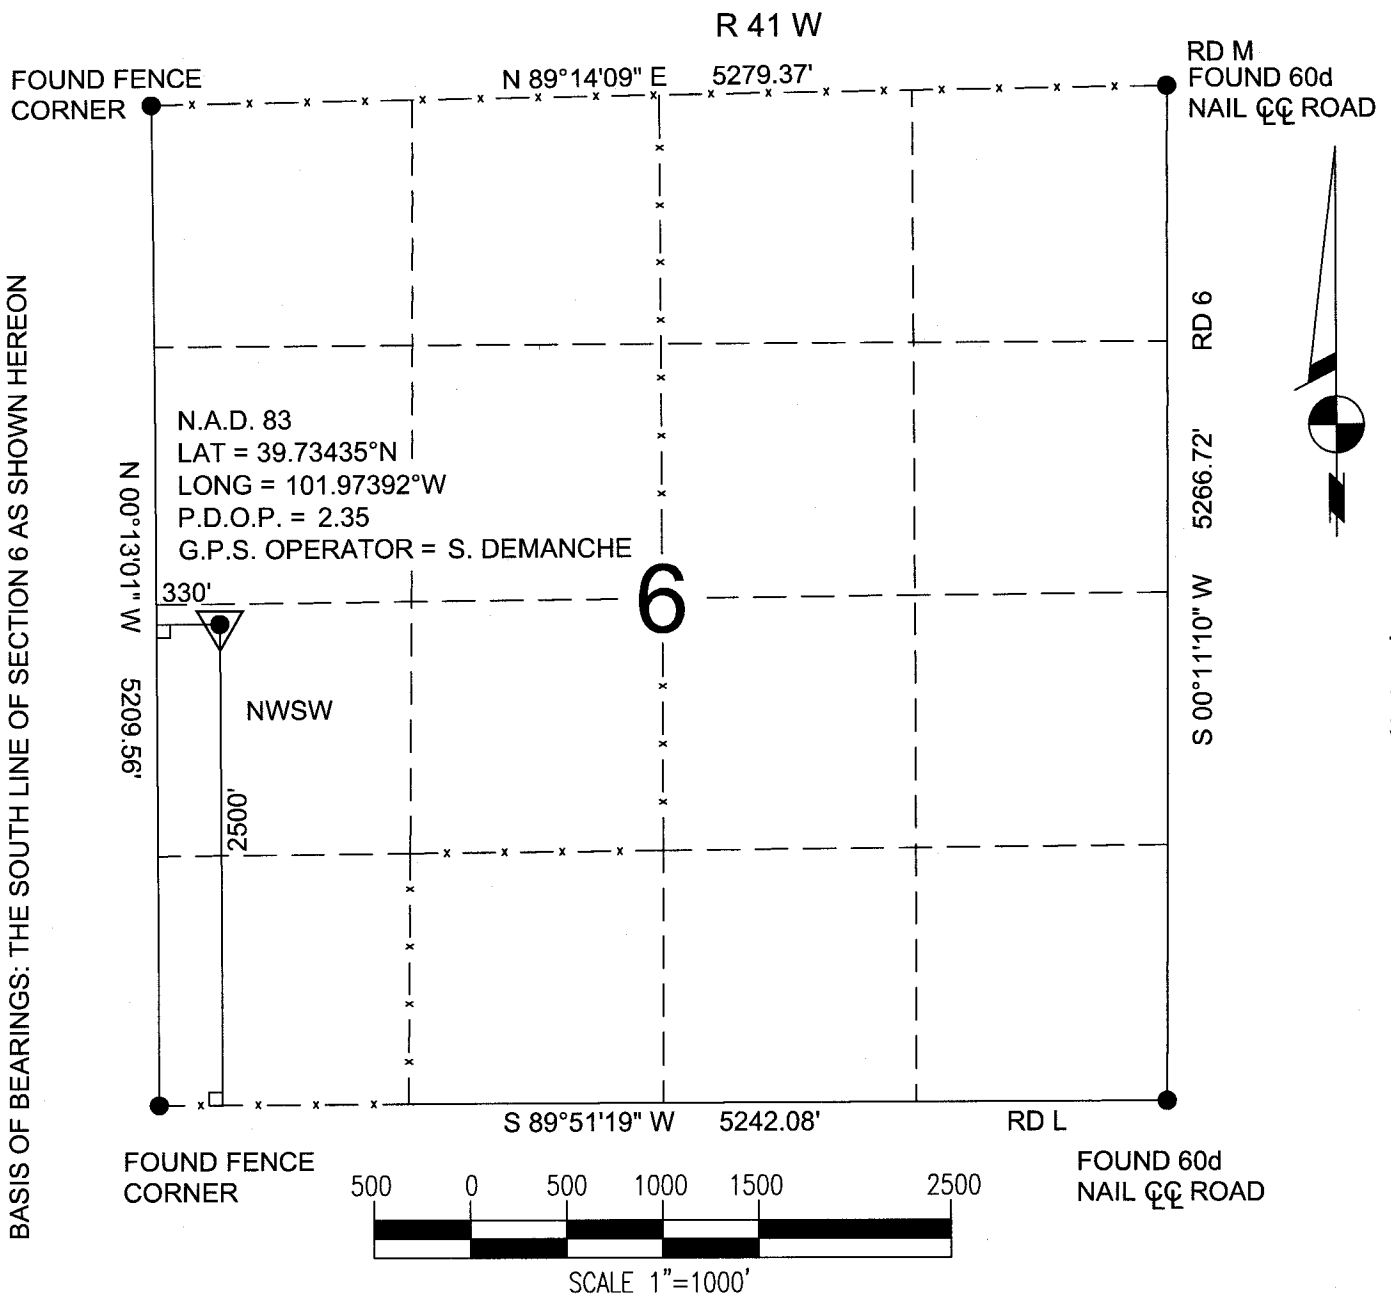 R 41 W
FOUND FENCE
CORNER
N 89°14'09" E 5279.37'
RD M
FOUND 60d
NAIL ℄℄ ROAD
BASIS OF BEARINGS: THE SOUTH LINE OF SECTION 6 AS SHOWN HEREON
N 00°13'01" W 5209.56'
N.A.D. 83
LAT = 39.73435°N
LONG = 101.97392°W
P.D.O.P. = 2.35
G.P.S. OPERATOR = S. DEMANCHE
330'
6
NWSW
2500'
RD 6
S 00°11'10" W 5266.72'
S 89°51'19" W 5242.08' RD L
FOUND FENCE
CORNER
FOUND 60d
NAIL ℄℄ ROAD
500 0 500 1000 1500 2500
SCALE 1"=1000'